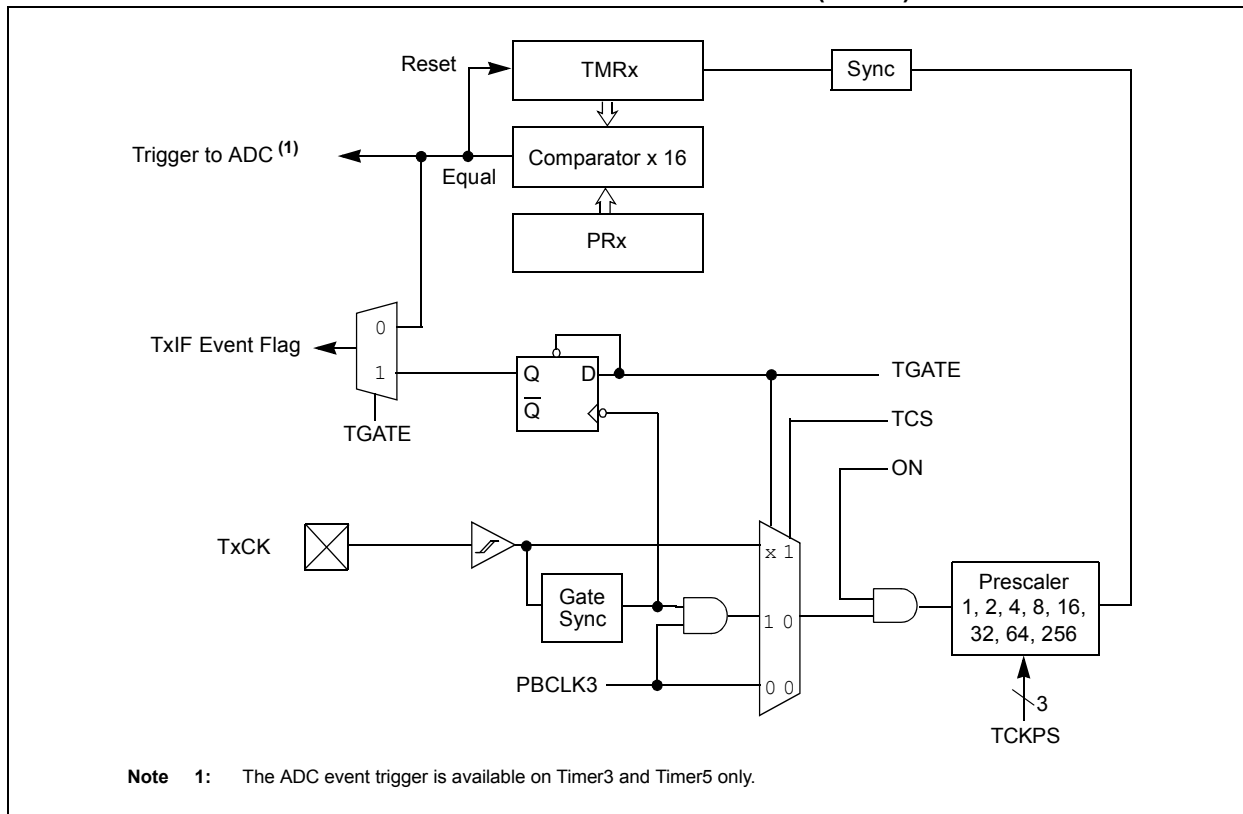 Reset
TMRx
Sync
Trigger to ADC (1)
Equal
Comparator x 16
PRx
TxIF Event Flag
0
1
TGATE
Q
D
Q
TGATE
TCS
ON
TxCK
Gate
Sync
PBCLK3
x 1
1 0
0 0
Prescaler
1, 2, 4, 8, 16,
32, 64, 256
3
TCKPS
Note 1: The ADC event trigger is available on Timer3 and Timer5 only.